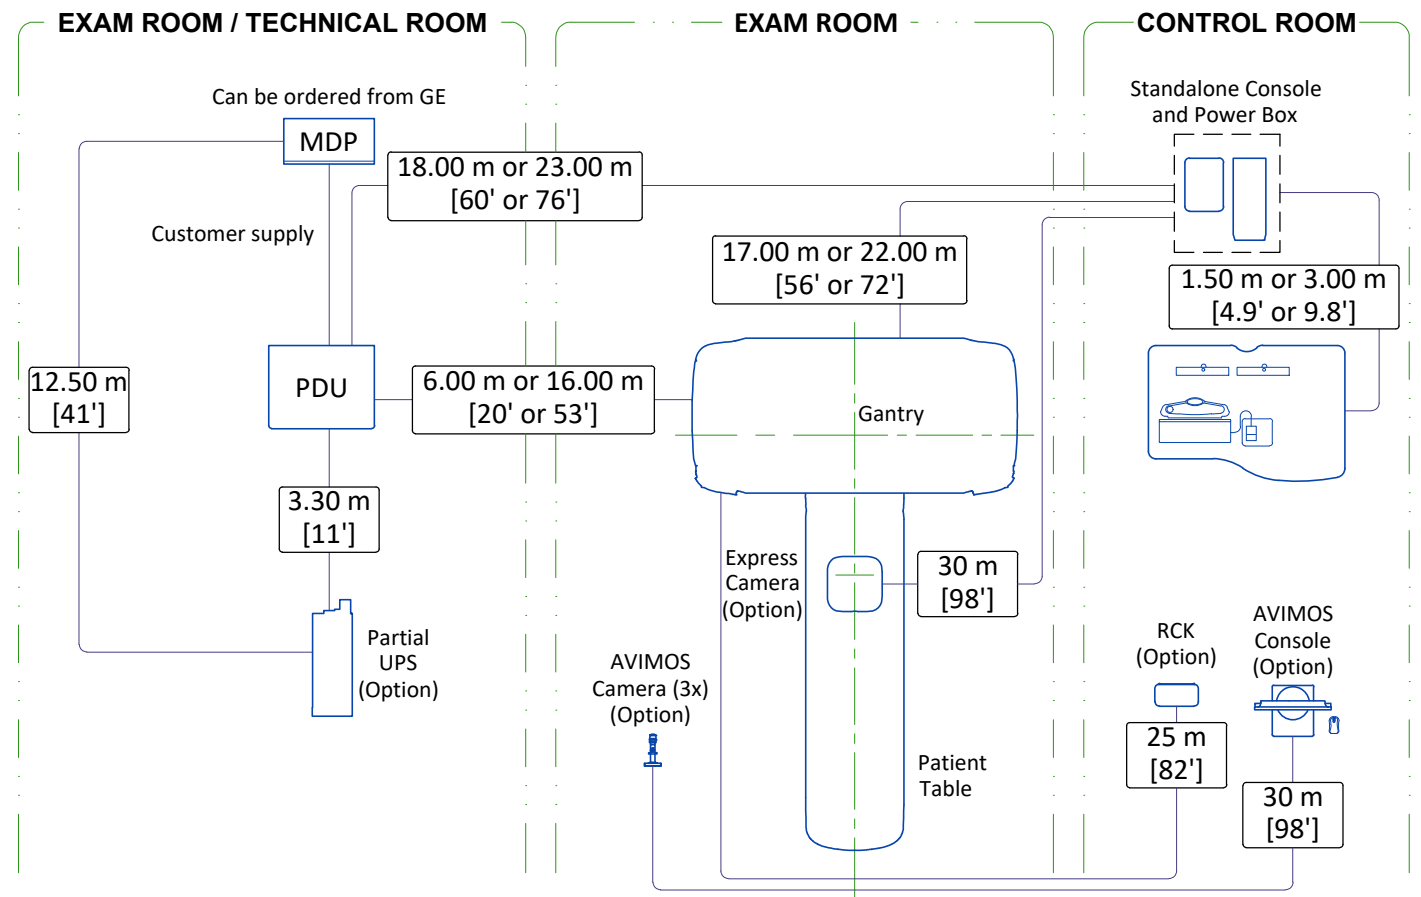 EXAM ROOM / TECHNICAL ROOM
EXAM ROOM
CONTROL ROOM
Can be ordered from GE
MDP
Customer supply
18.00 m or 23.00 m
[60' or 76']
12.50 m
[41']
PDU
6.00 m or 16.00 m
[20' or 53']
3.30 m
[11']
Partial
UPS
(Option)
17.00 m or 22.00 m
[56' or 72']
Gantry
Express
Camera
(Option)
30 m
[98']
AVIMOS
Camera (3x)
(Option)
Patient
Table
Standalone Console
and Power Box
1.50 m or 3.00 m
[4.9' or 9.8']
RCK
(Option)
25 m
[82']
AVIMOS
Console
(Option)
30 m
[98']